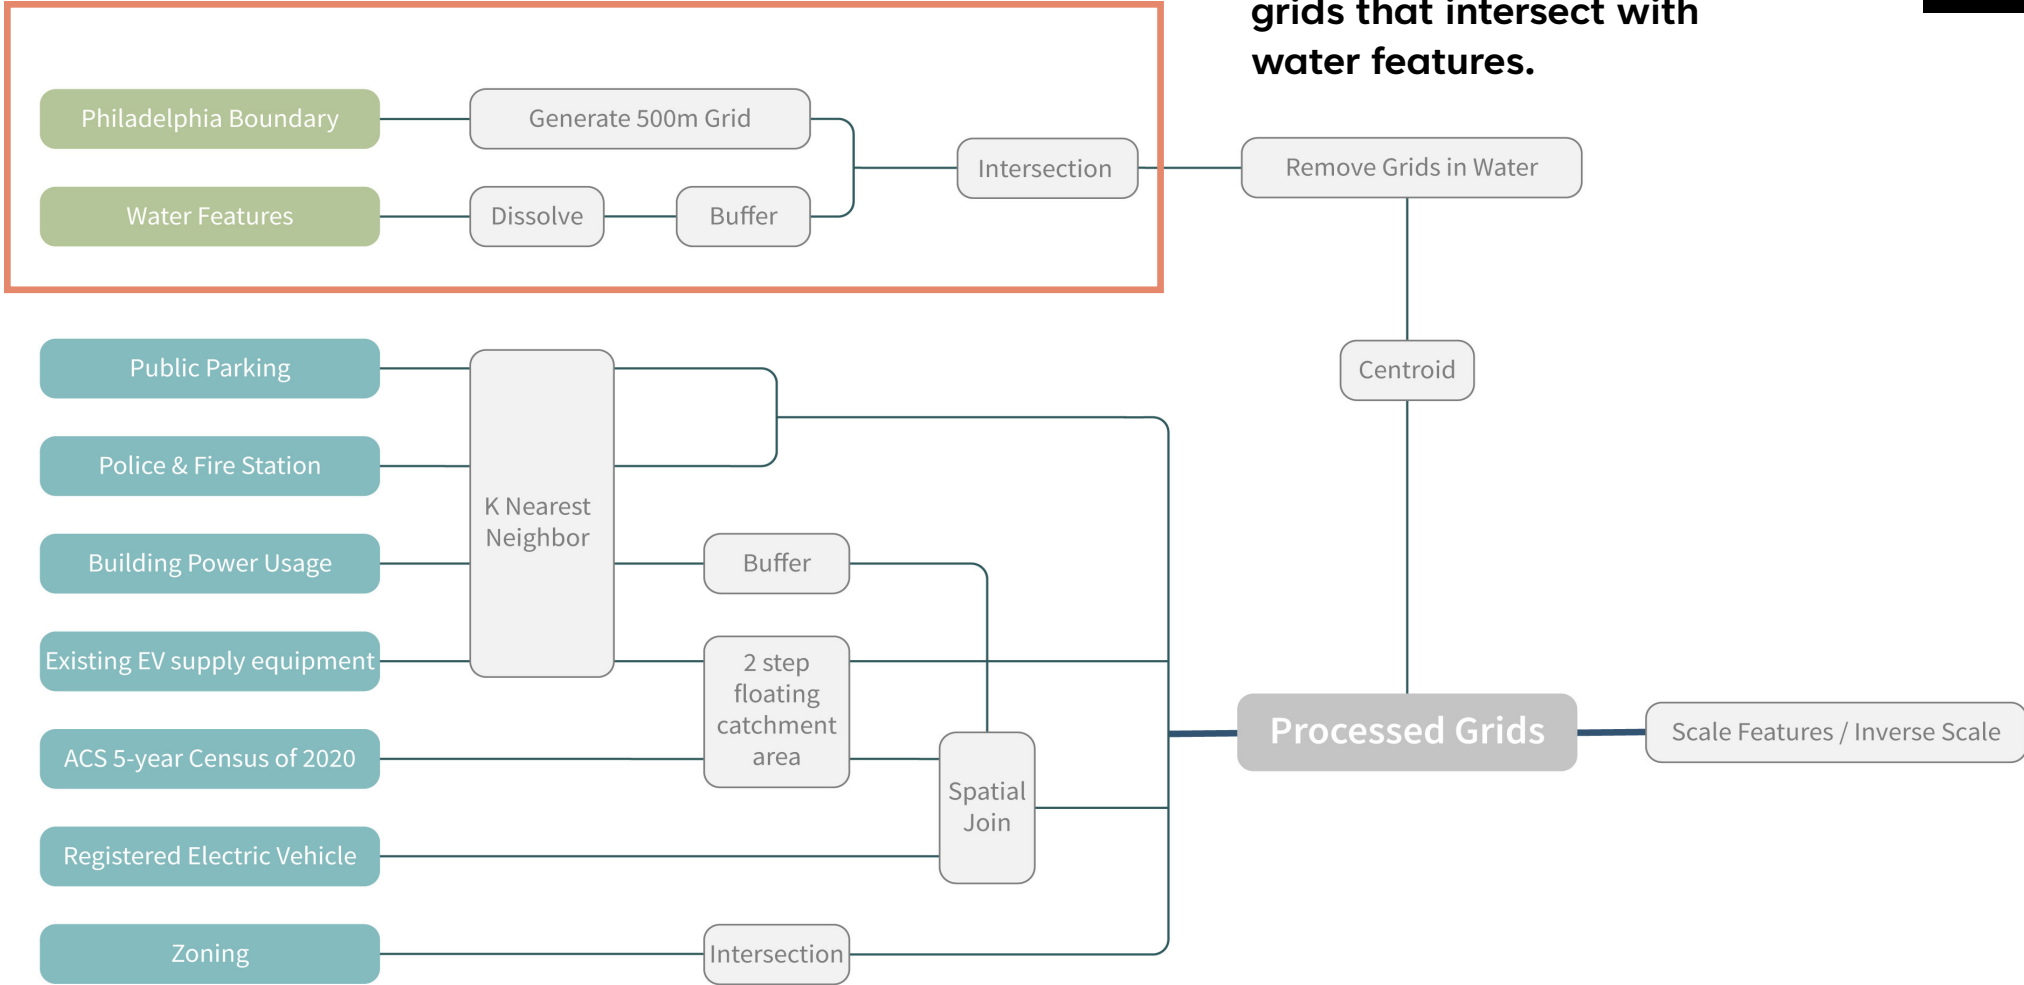 grids that intersect with
water features.
Philadelphia Boundary
Generate 500m Grid
Intersection
Remove Grids in Water
Water Features
Dissolve
Buffer
Public Parking
Centroid
Police & Fire Station
K Nearest
Neighbor
Building Power Usage
Buffer
Existing EV supply equipment
2 step
floating
catchment
area
ACS 5-year Census of 2020
Spatial
Join
Processed Grids
Scale Features / Inverse Scale
Registered Electric Vehicle
Zoning
Intersection